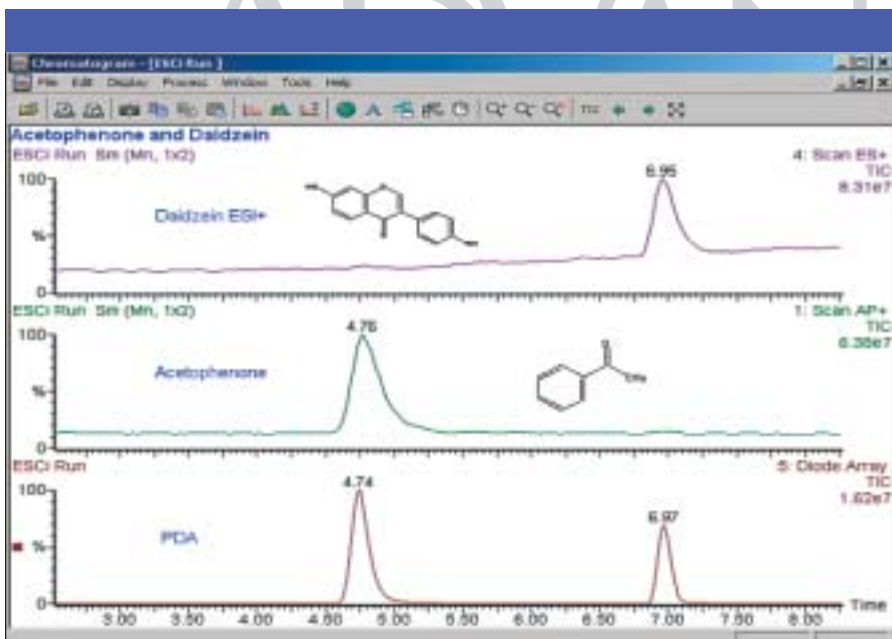 Chromatogram - [ESCi Run ]
File Edit Display Process Window Tools Help
Acetophenone and Daidzein
ESCi Run Sm (Mn, 1x2)
4: Scan ES+
TIC
8.31e7
6.95
100
%
0
Daidzein ESI+
ESCi Run Sm (Mn, 1x2)
1: Scan AP+
TIC
6.38e7
4.76
100
%
0
Acetophenone
ESCi Run
5: Diode Array
TIC
1.62e7
4.74
6.97
100
%
0
PDA
Time
3.00 3.50 4.00 4.50 5.00 5.50 6.00 6.50 7.00 7.50 8.00